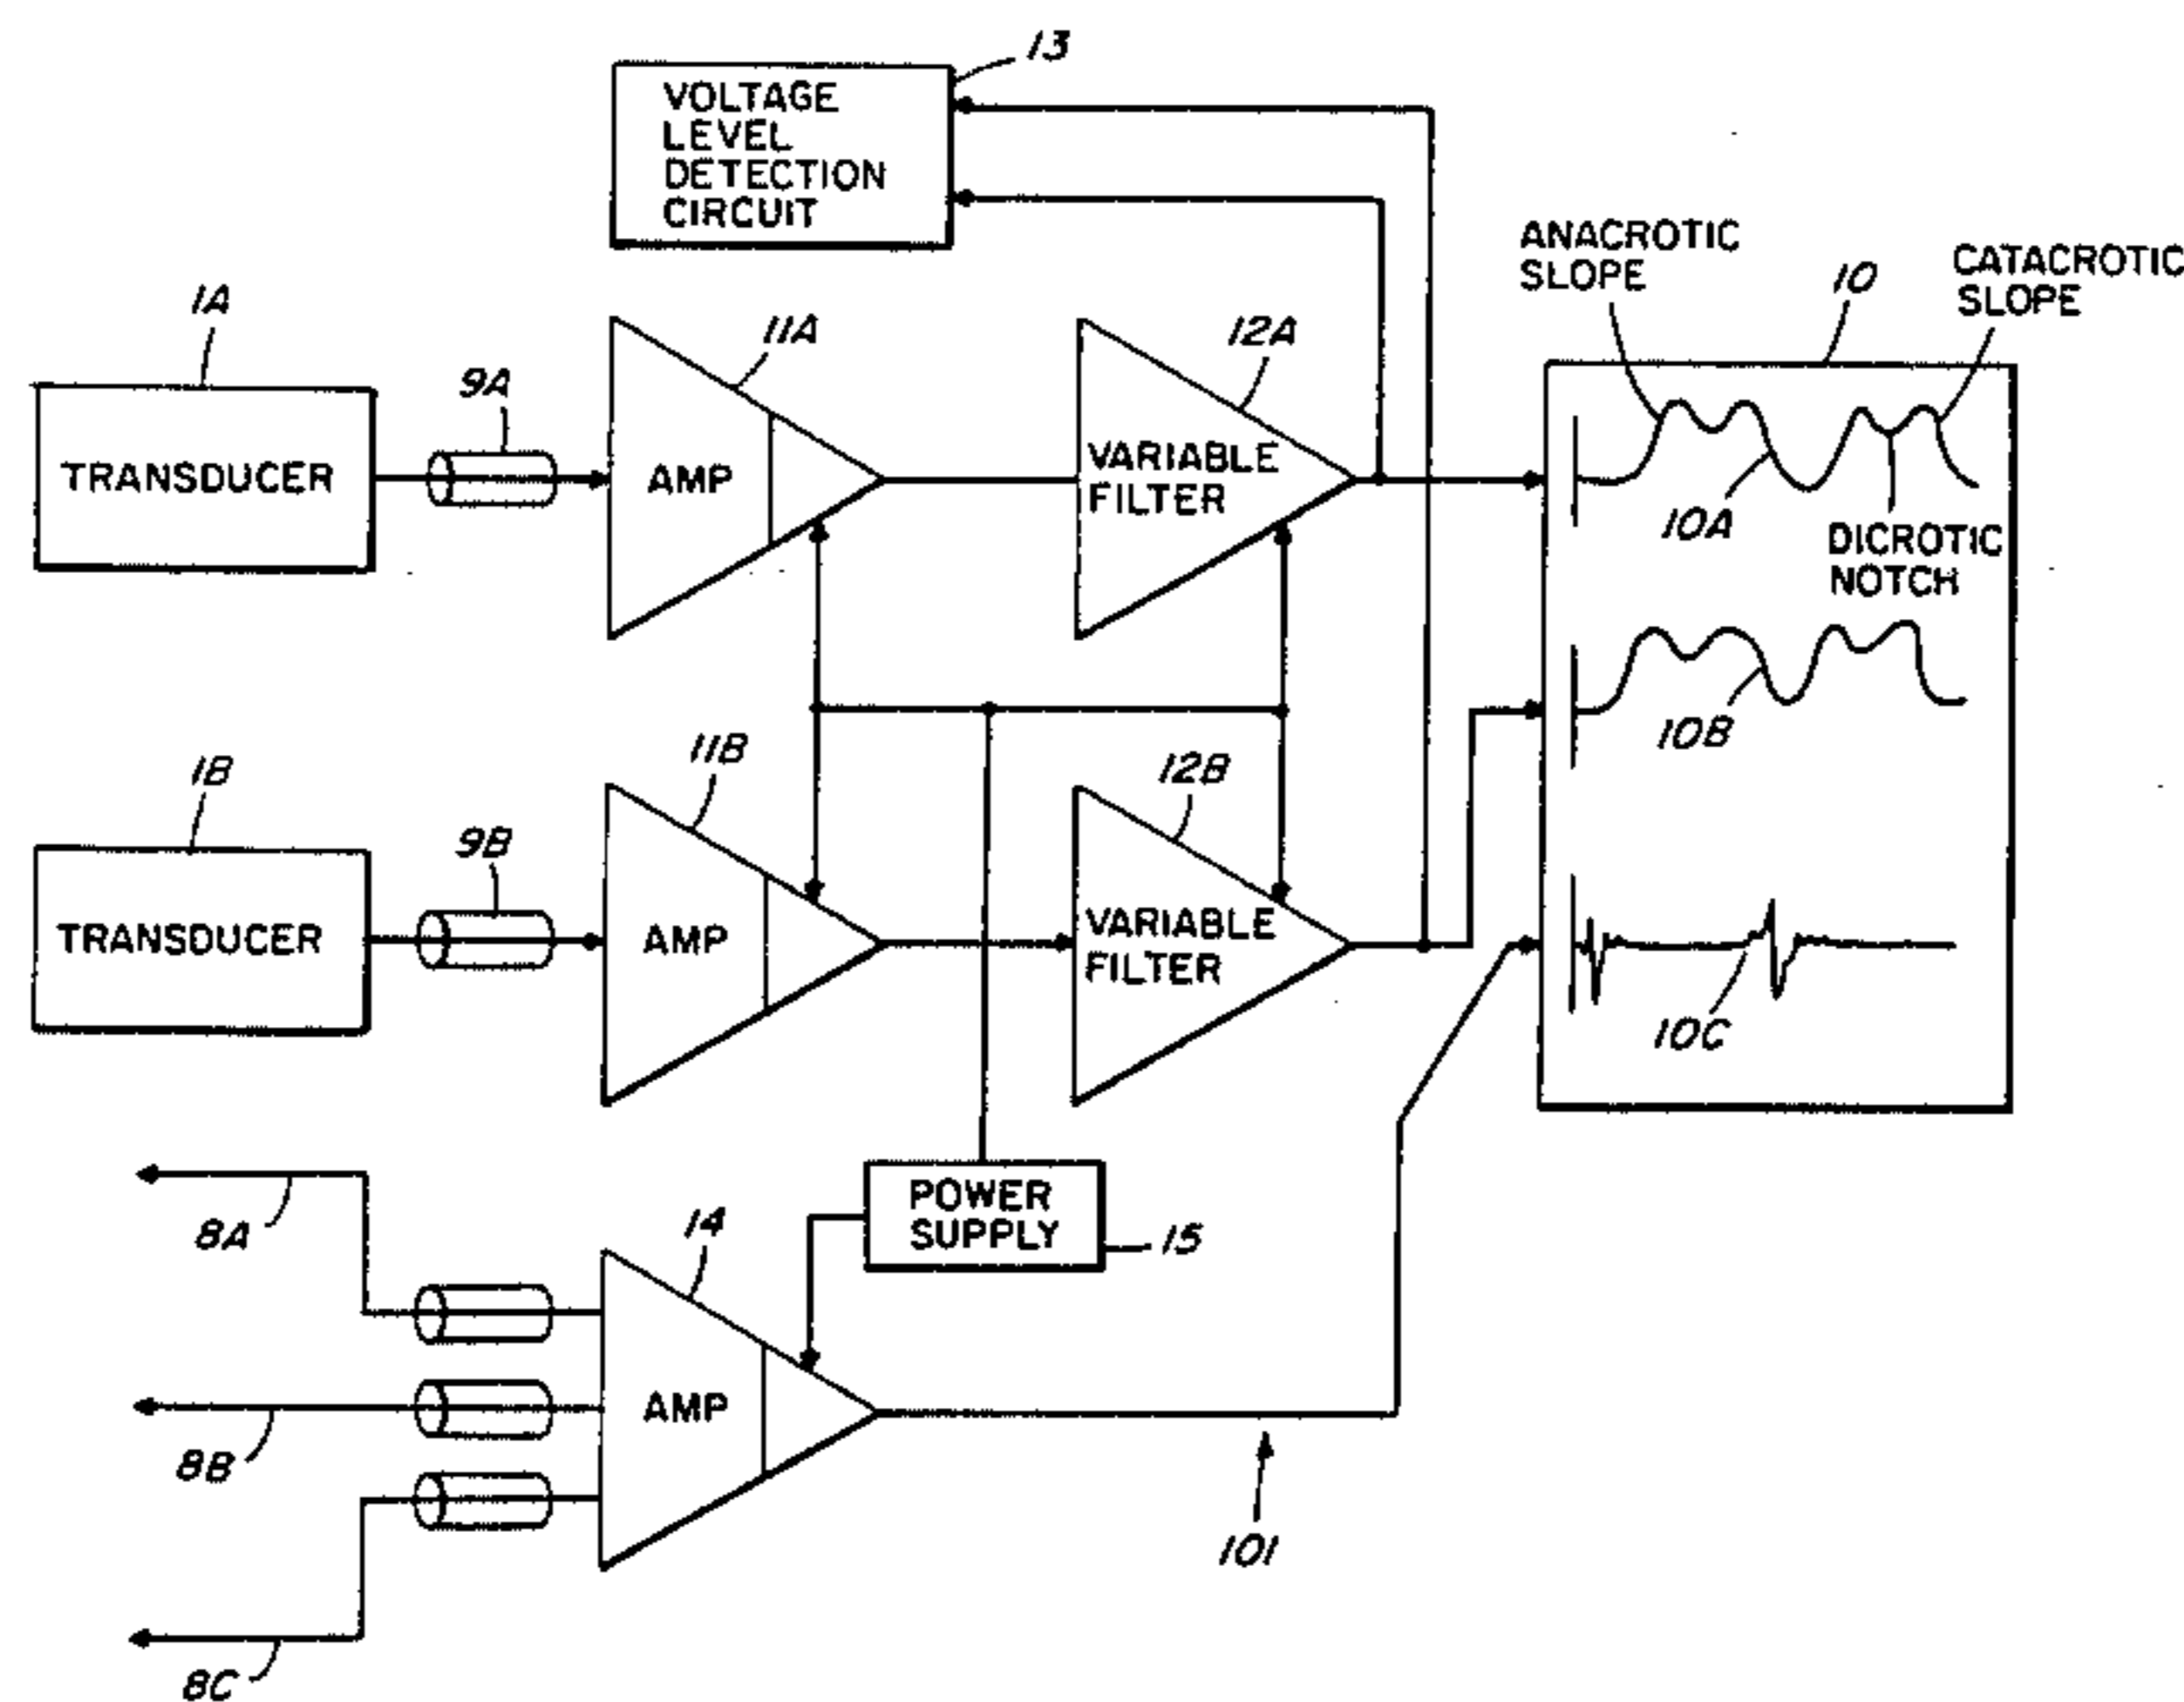 13
VOLTAGE
LEVEL
DETECTION
CIRCUIT
ANACROTIC
SLOPE
10
CATACROTIC
SLOPE
1A
9A
11A
12A
TRANSDUCER
AMP
VARIABLE
FILTER
10A
DICROTIC
NOTCH
10B
1B
9B
11B
12B
TRANSDUCER
AMP
VARIABLE
FILTER
10C
8A
14
POWER
SUPPLY
15
8B
AMP
101
8C